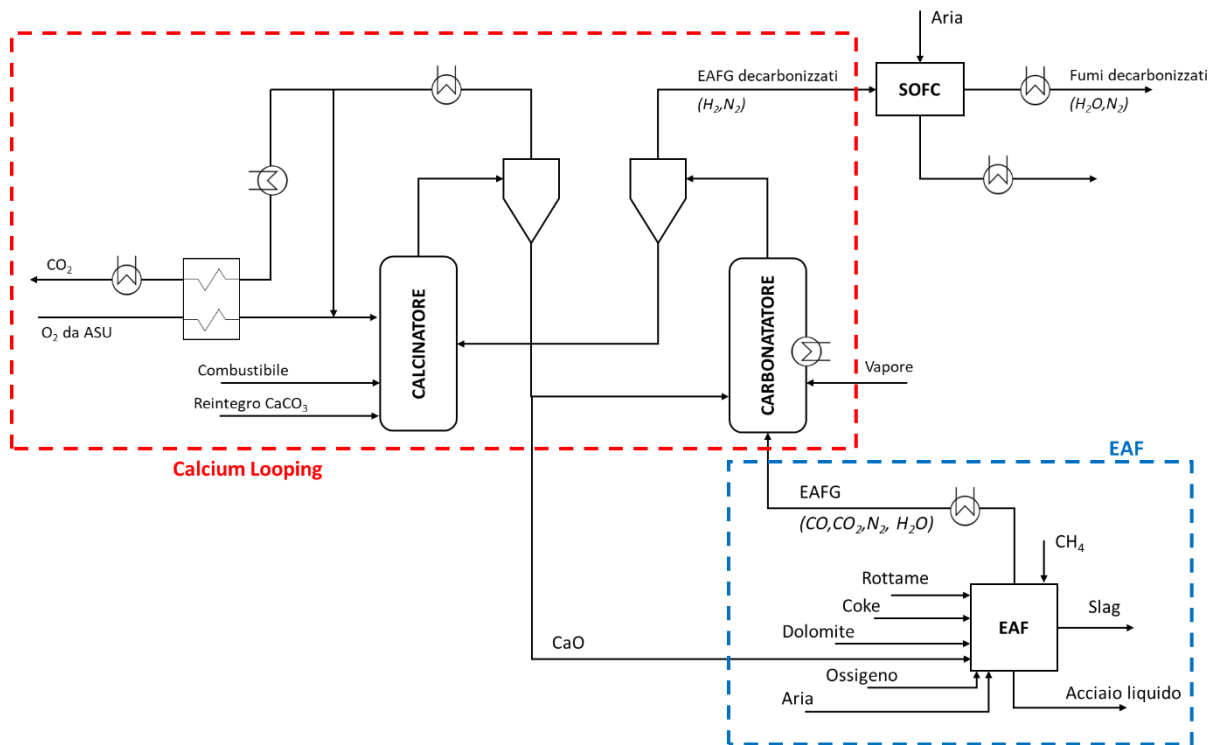 Aria
EAFG decarbonizzati
(H₂,N₂)
SOFC
Fumi decarbonizzati
(H₂O,N₂)
CO₂
O₂ da ASU
CALCINATORE
CARBONATATORE
Combustibile
Vapore
Reintegro CaCO₃
Calcium Looping
EAF
EAFG
(CO,CO₂,N₂, H₂O)
CH₄
Rottame
Coke
Slag
Dolomite
EAF
CaO
Ossigeno
Aria
Acciaio liquido